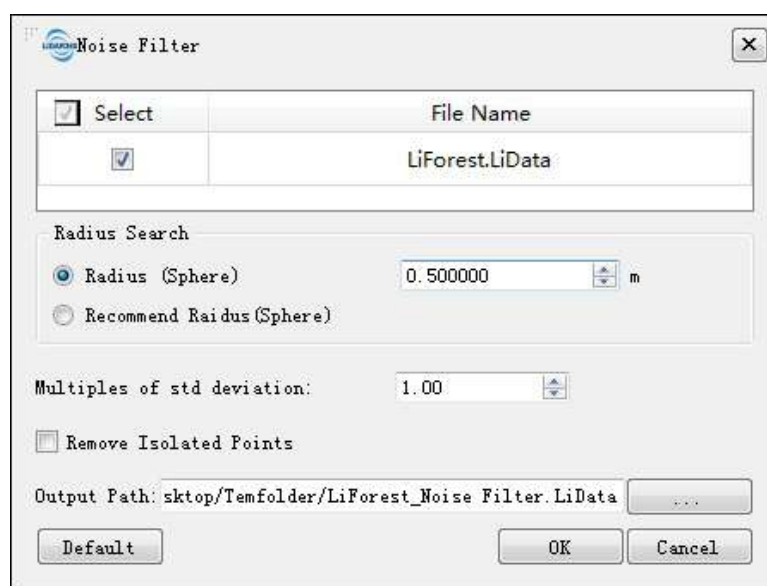 Noise Filter
Select File Name
LiForest.LiData
Radius Search
Radius (Sphere) 0.500000 m
Recommend Raidus(Sphere)
Multiples of std deviation: 1.00
Remove Isolated Points
Output Path: sktop/Temfolder/LiForest_Noise Filter.LiData ...
Default OK Cancel